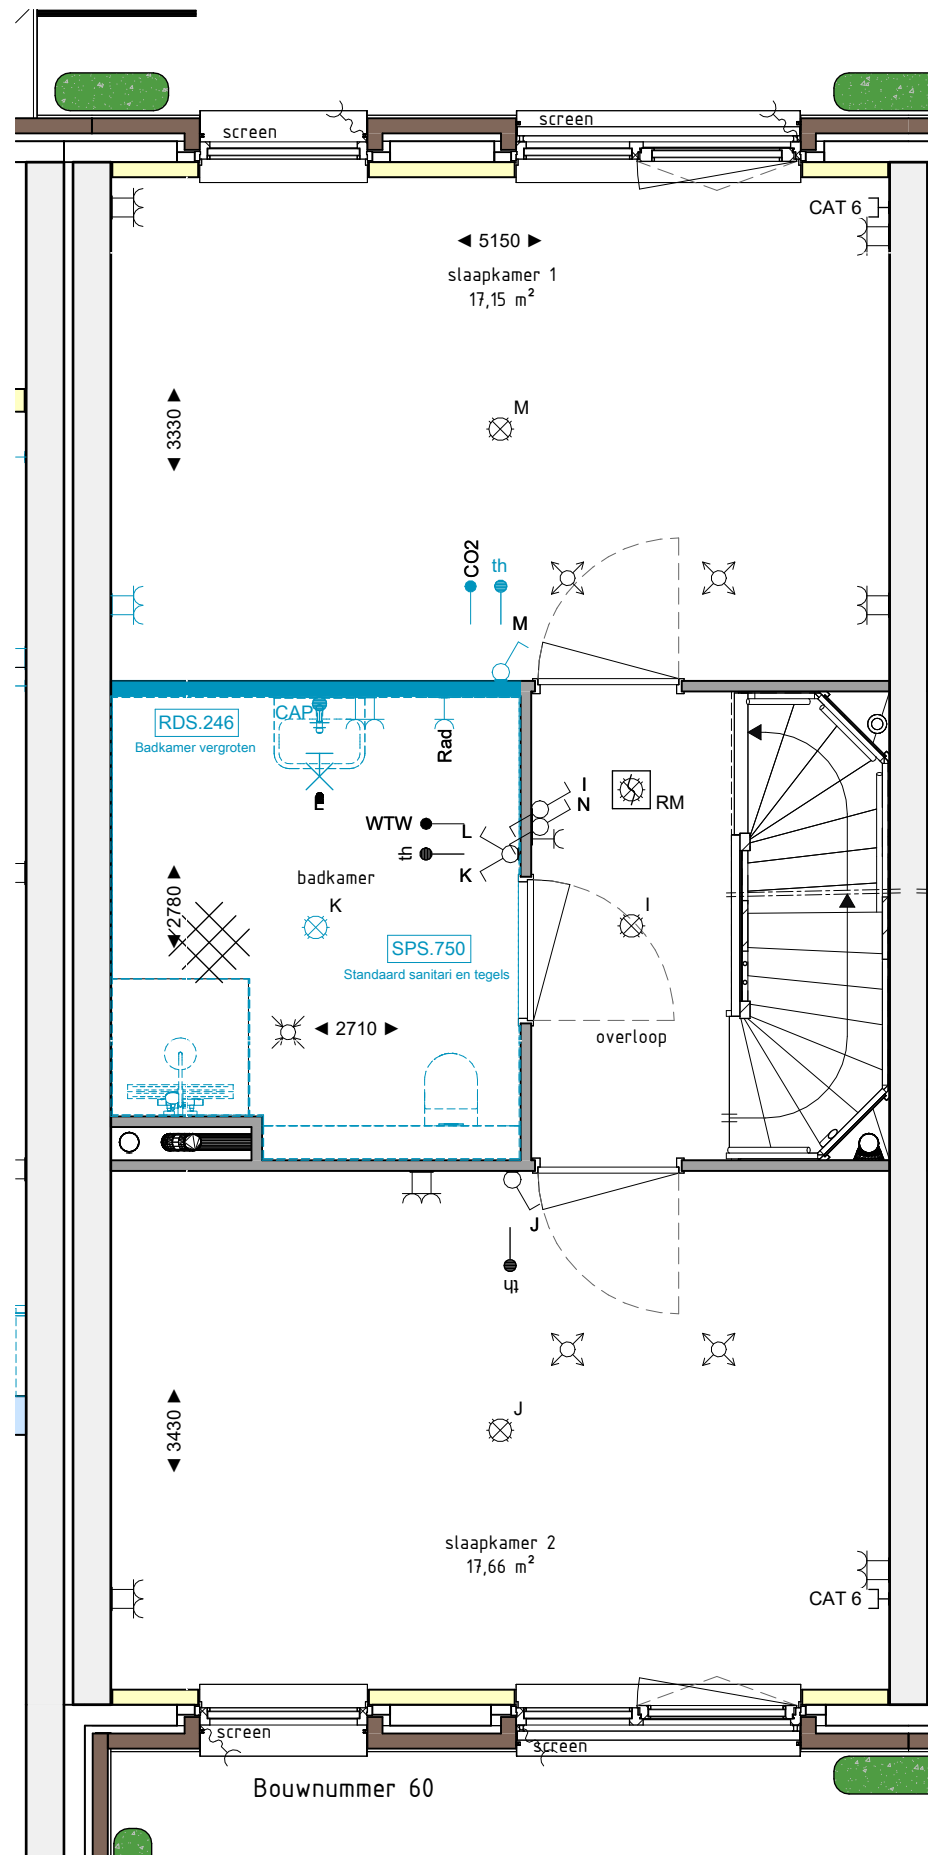 screen
screen
CAT 6
◄ 5150 ►
slaapkamer 1
17,15 m²
◄ 3330 ►
M
CO2
th
M
RDS.246
Badkamer vergroten
CAP
Rad
E
I
N
RM
WTW
L
th
K
badkamer
K
◄ 2780 ►
I
SPS.750
Standaard sanitari en tegels
◄ 2710 ►
overloop
J
th
◄ 3430 ►
J
slaapkamer 2
17,66 m²
CAT 6
screen
screen
Bouwnummer 60